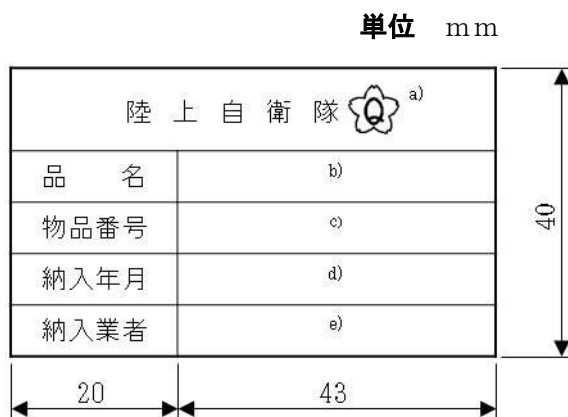 単位 mm
陸上自衛隊 Q a)
品名 b)
物品番号 c)
納入年月 d)
納入業者 e)
40
20 43